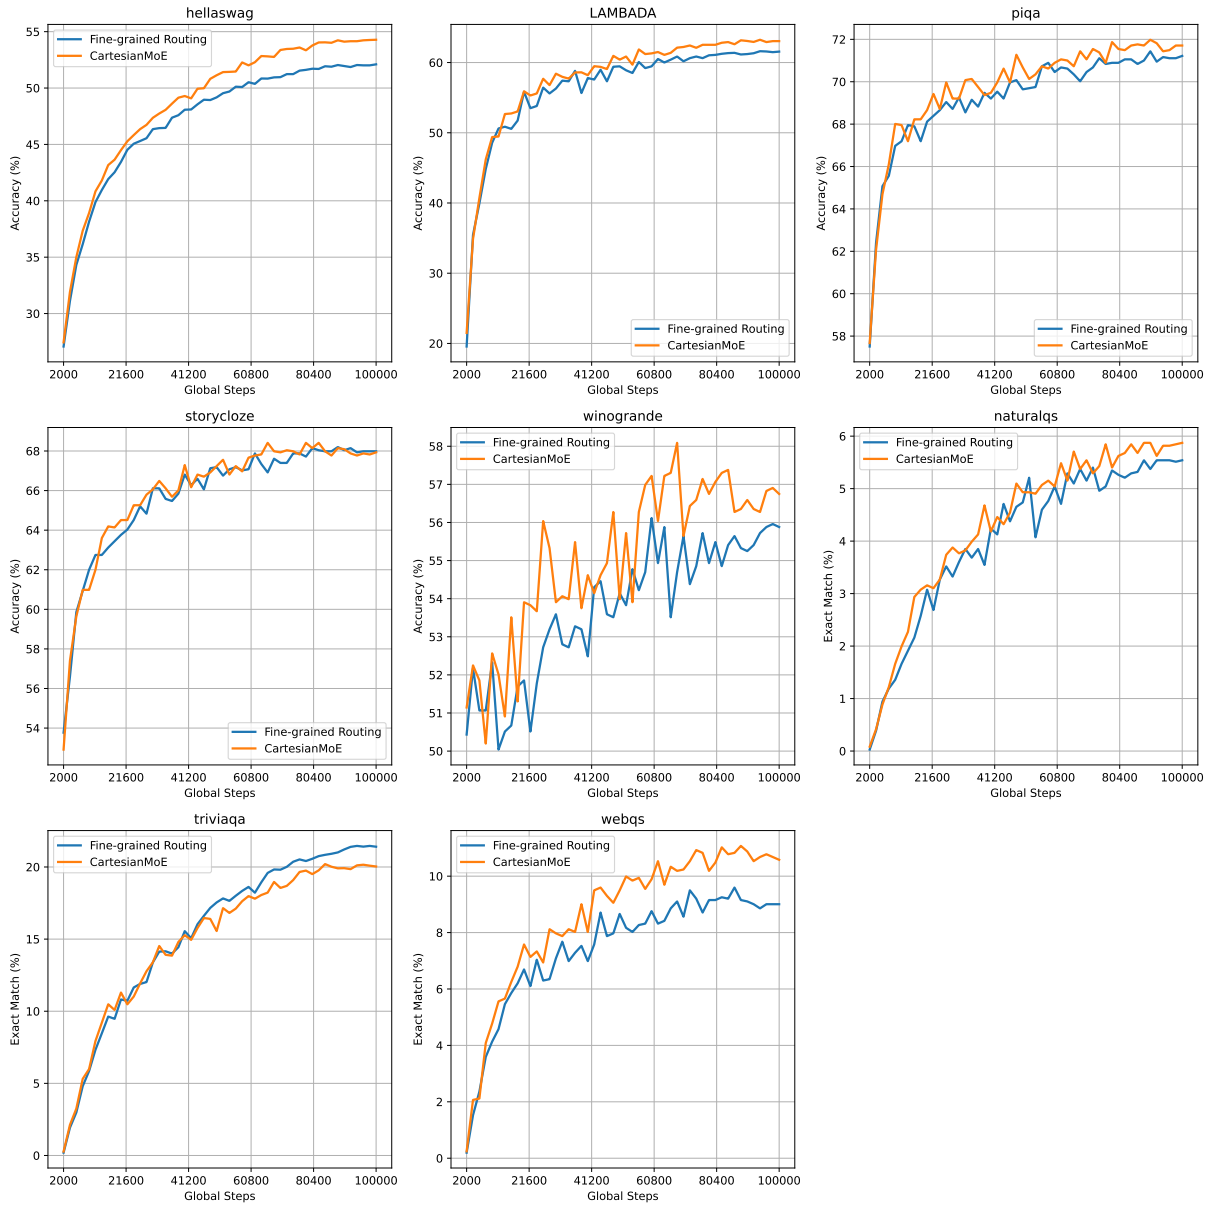 hellaswag
Fine-grained Routing
CartesianMoE
55
50
45
40
35
30
Accuracy (%)
2000 21600 41200 60800 80400 100000
Global Steps
LAMBADA
60
50
40
30
20
Accuracy (%)
Fine-grained Routing
CartesianMoE
2000 21600 41200 60800 80400 100000
Global Steps
piqa
72
70
68
66
64
62
60
58
Accuracy (%)
Fine-grained Routing
CartesianMoE
2000 21600 41200 60800 80400 100000
Global Steps
storycloze
68
66
64
62
60
58
56
54
Accuracy (%)
Fine-grained Routing
CartesianMoE
2000 21600 41200 60800 80400 100000
Global Steps
winogrande
Fine-grained Routing
CartesianMoE
58
57
56
55
54
53
52
51
50
Accuracy (%)
2000 21600 41200 60800 80400 100000
Global Steps
naturalqs
Fine-grained Routing
CartesianMoE
6
5
4
3
2
1
0
Exact Match (%)
2000 21600 41200 60800 80400 100000
Global Steps
triviaqa
Fine-grained Routing
CartesianMoE
20
15
10
5
0
Exact Match (%)
2000 21600 41200 60800 80400 100000
Global Steps
webqs
Fine-grained Routing
CartesianMoE
10
8
6
4
2
0
Exact Match (%)
2000 21600 41200 60800 80400 100000
Global Steps